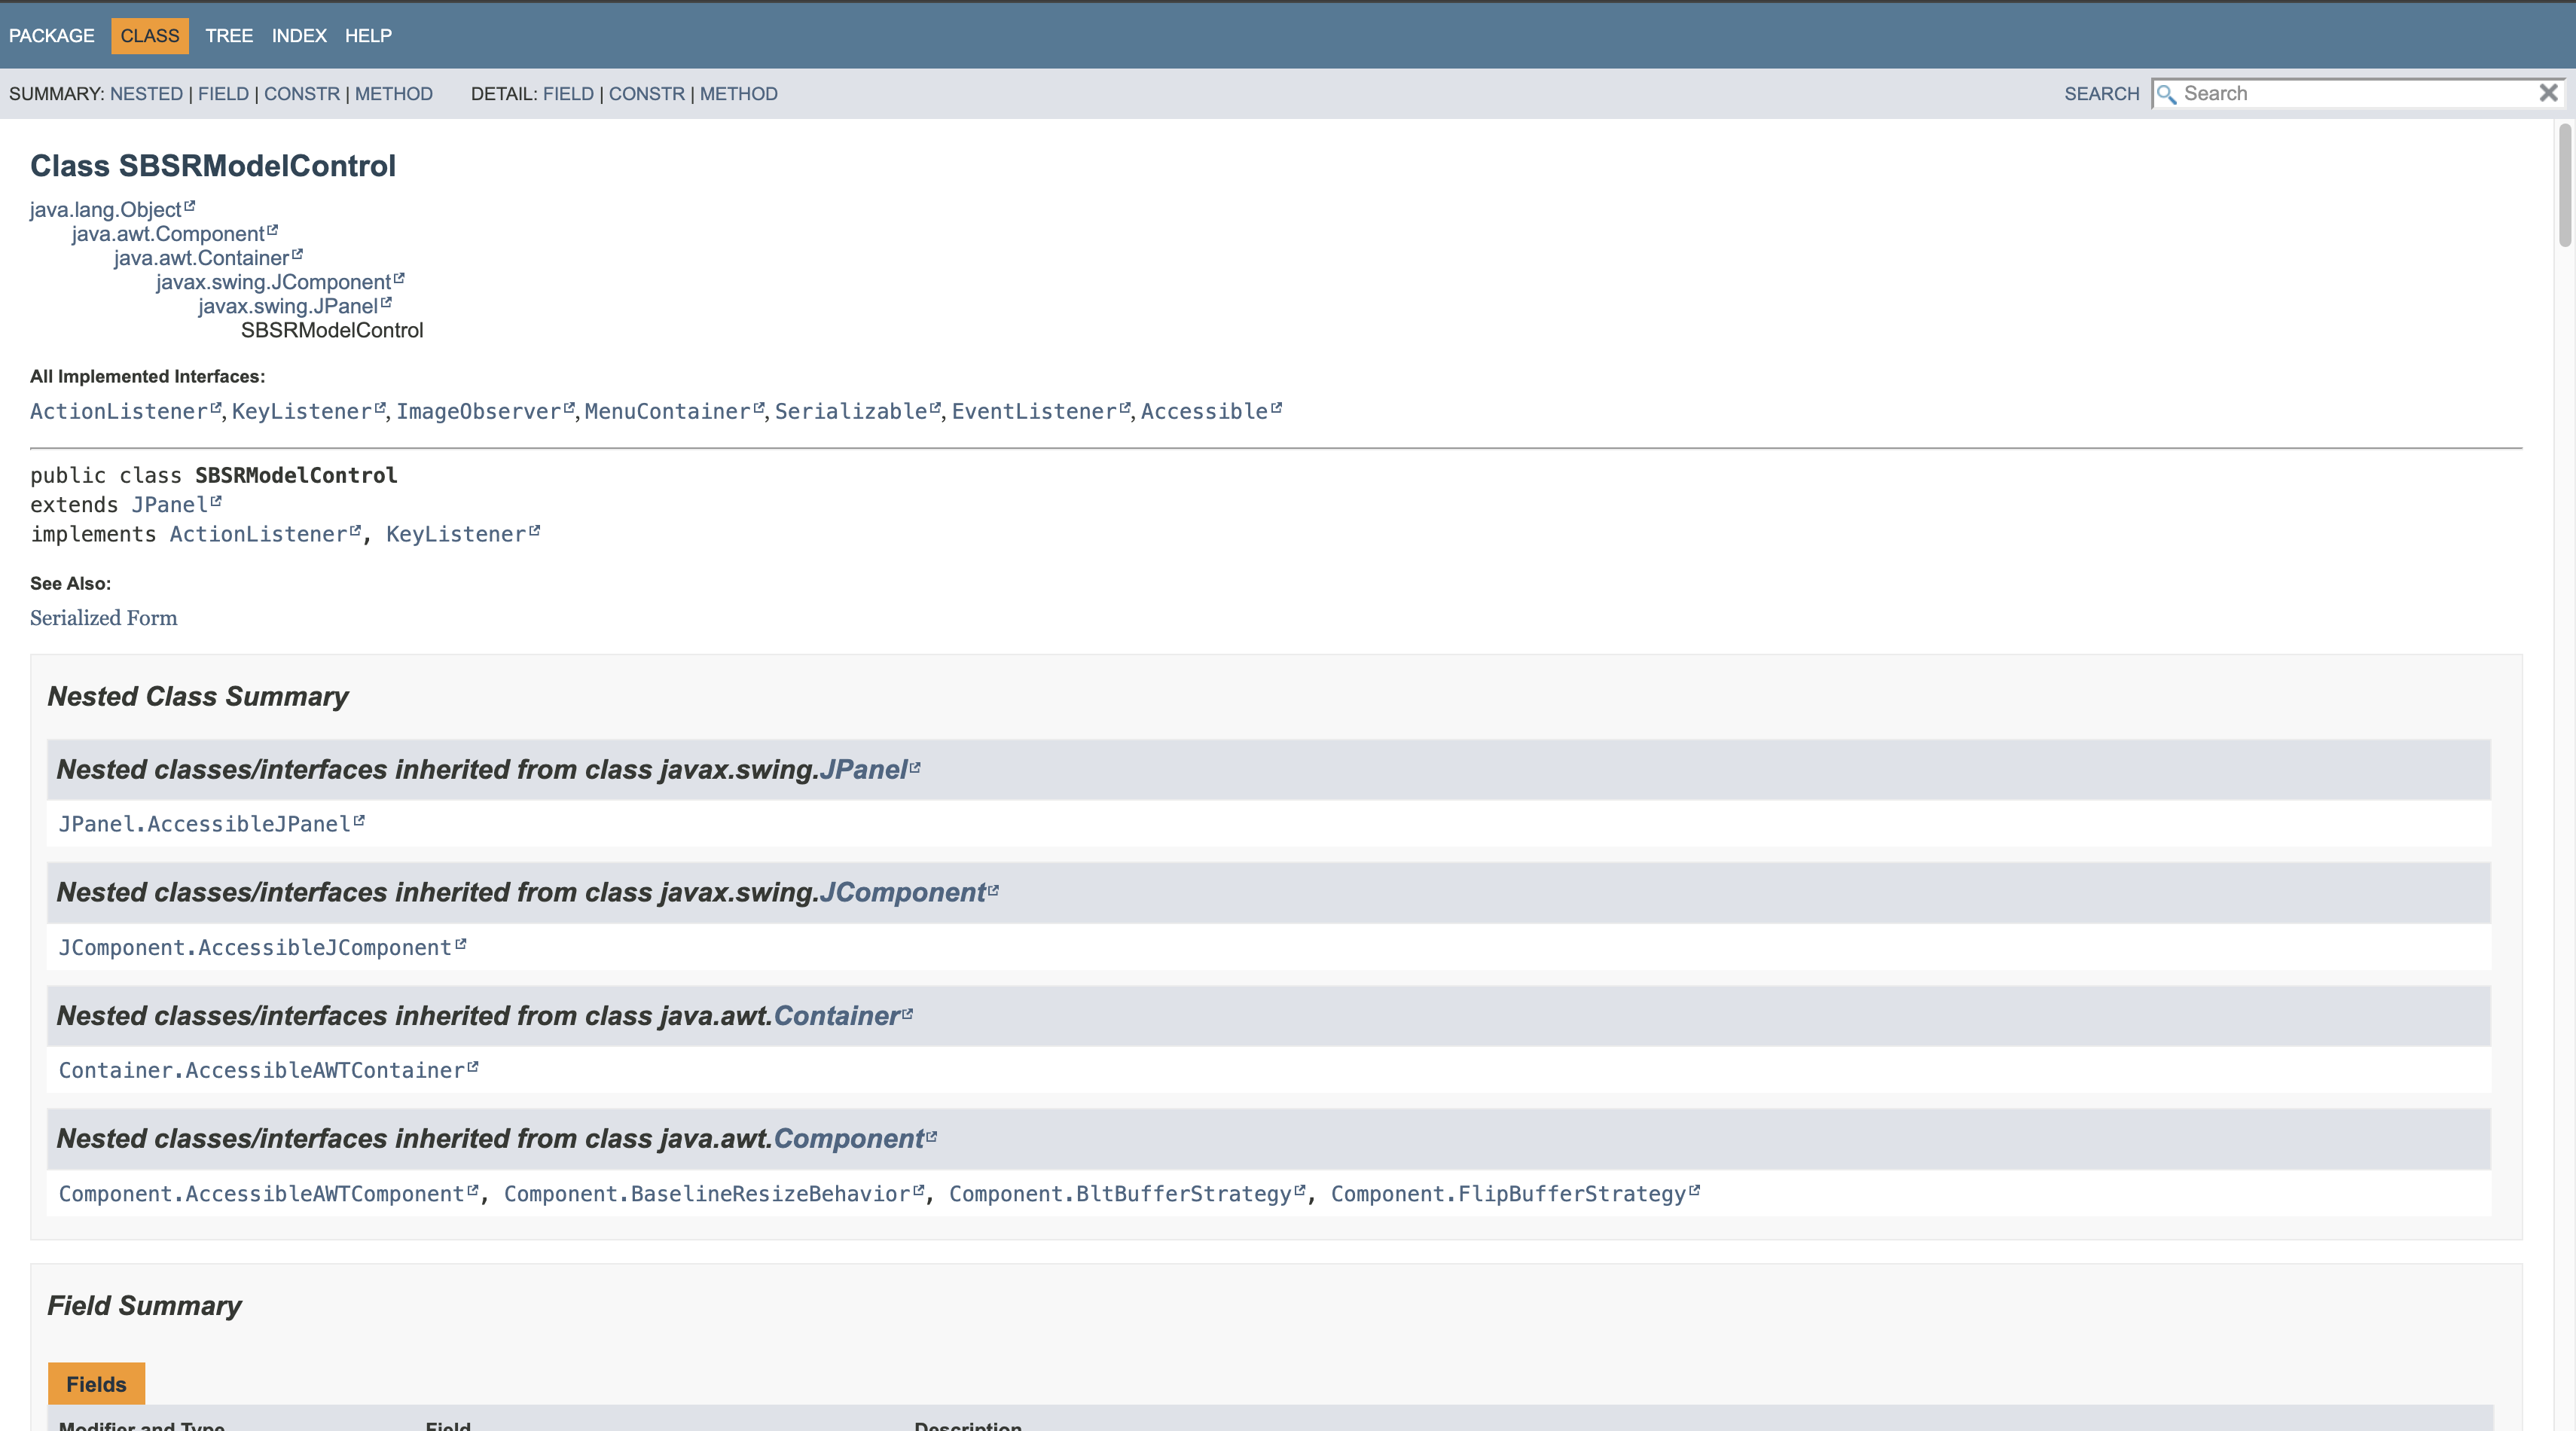 PACKAGE CLASS TREE INDEX HELP
SUMMARY: NESTED | FIELD | CONSTR | METHOD DETAIL: FIELD | CONSTR | METHOD SEARCH Search
Class SBSRModelControl
java.lang.Object
java.awt.Component
java.awt.Container
javax.swing.JComponent
javax.swing.JPanel
SBSRModelControl
All Implemented Interfaces:
ActionListener, KeyListener, ImageObserver, MenuContainer, Serializable, EventListener, Accessible
public class SBSRModelControl
extends JPanel
implements ActionListener, KeyListener
See Also:
Serialized Form
Nested Class Summary
Nested classes/interfaces inherited from class javax.swing.JPanel
JPanel.AccessibleJPanel
Nested classes/interfaces inherited from class javax.swing.JComponent
JComponent.AccessibleJComponent
Nested classes/interfaces inherited from class java.awt.Container
Container.AccessibleAWTContainer
Nested classes/interfaces inherited from class java.awt.Component
Component.AccessibleAWTComponent, Component.BaselineResizeBehavior, Component.BltBufferStrategy, Component.FlipBufferStrategy
Field Summary
Fields
Modifier and Type Field Description